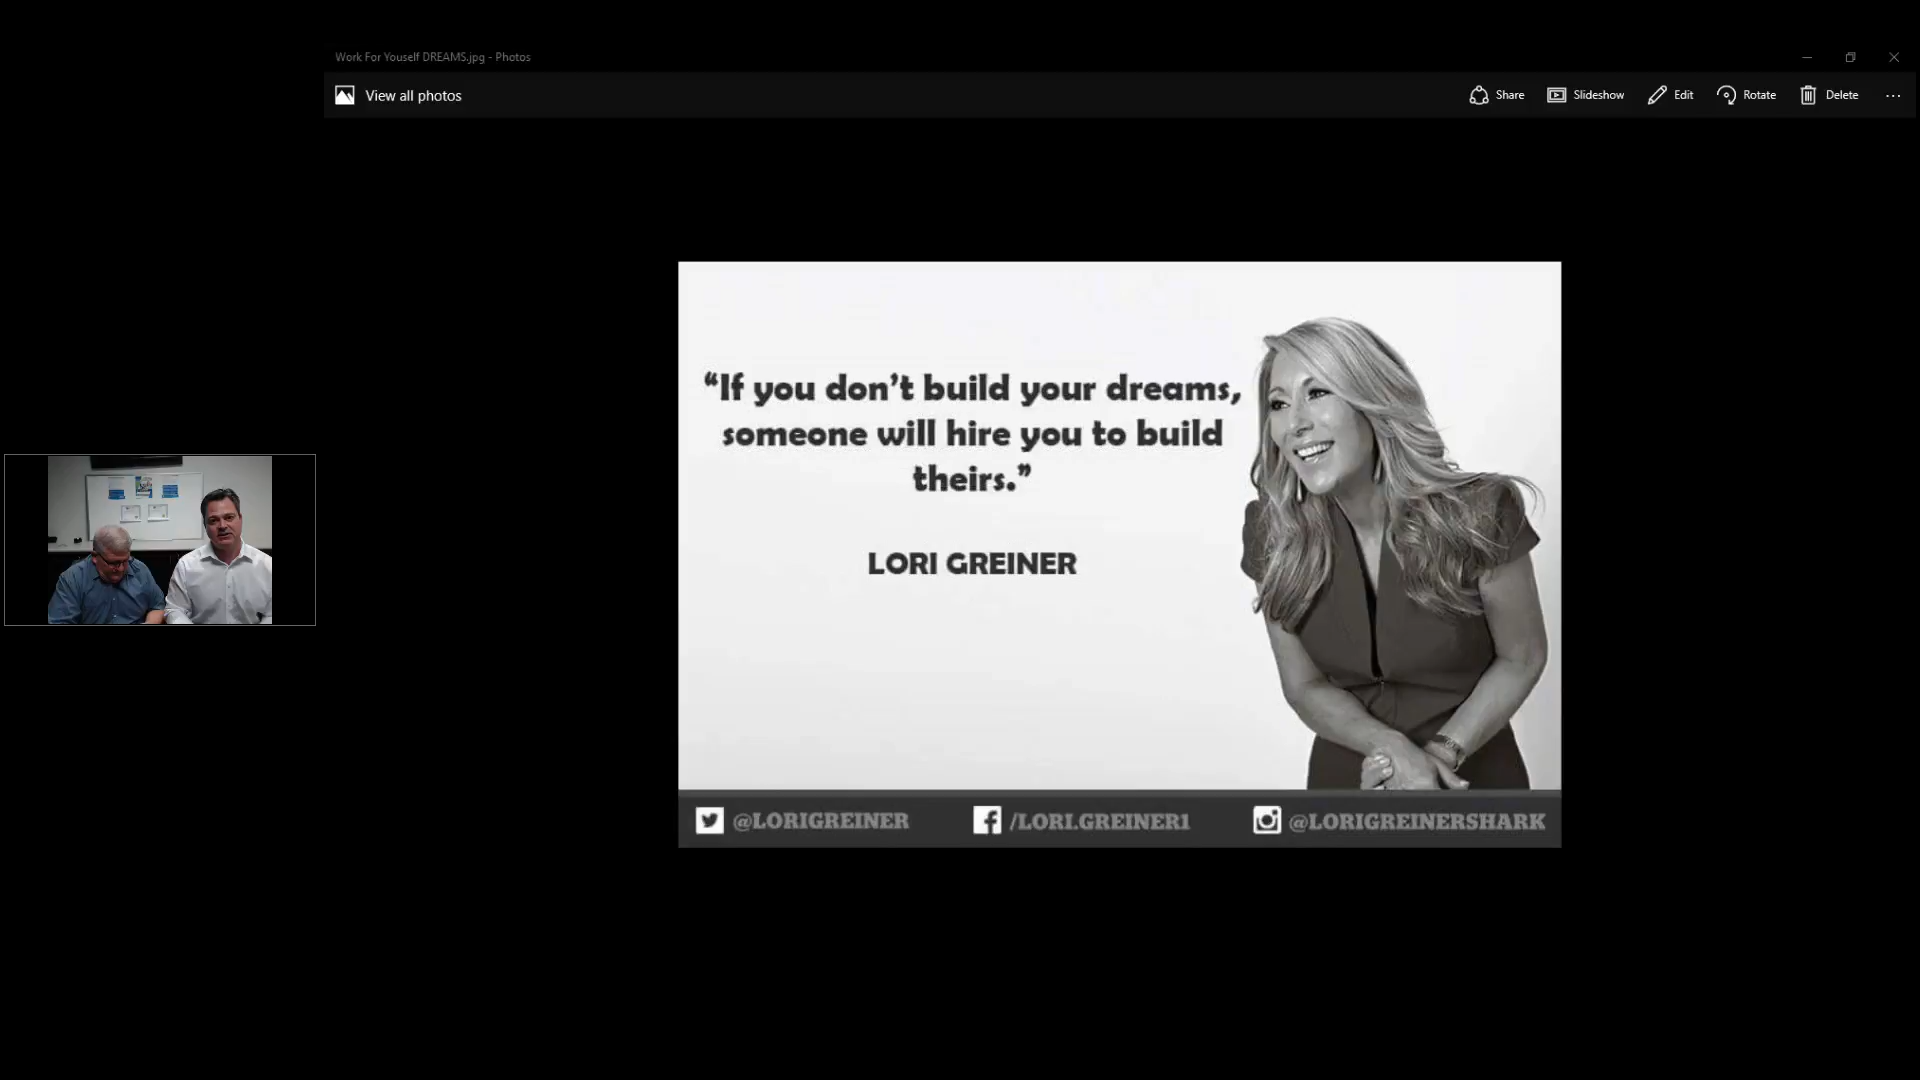 Work For Youself DREAMS.jpg - Photos
View all photos
Share
Slideshow
Edit
Rotate
Delete
“If you don’t build your dreams,
someone will hire you to build
theirs.”
LORI GREINER
@LORIGREINER
/LORI.GREINER1
@LORIGREINERSHARK